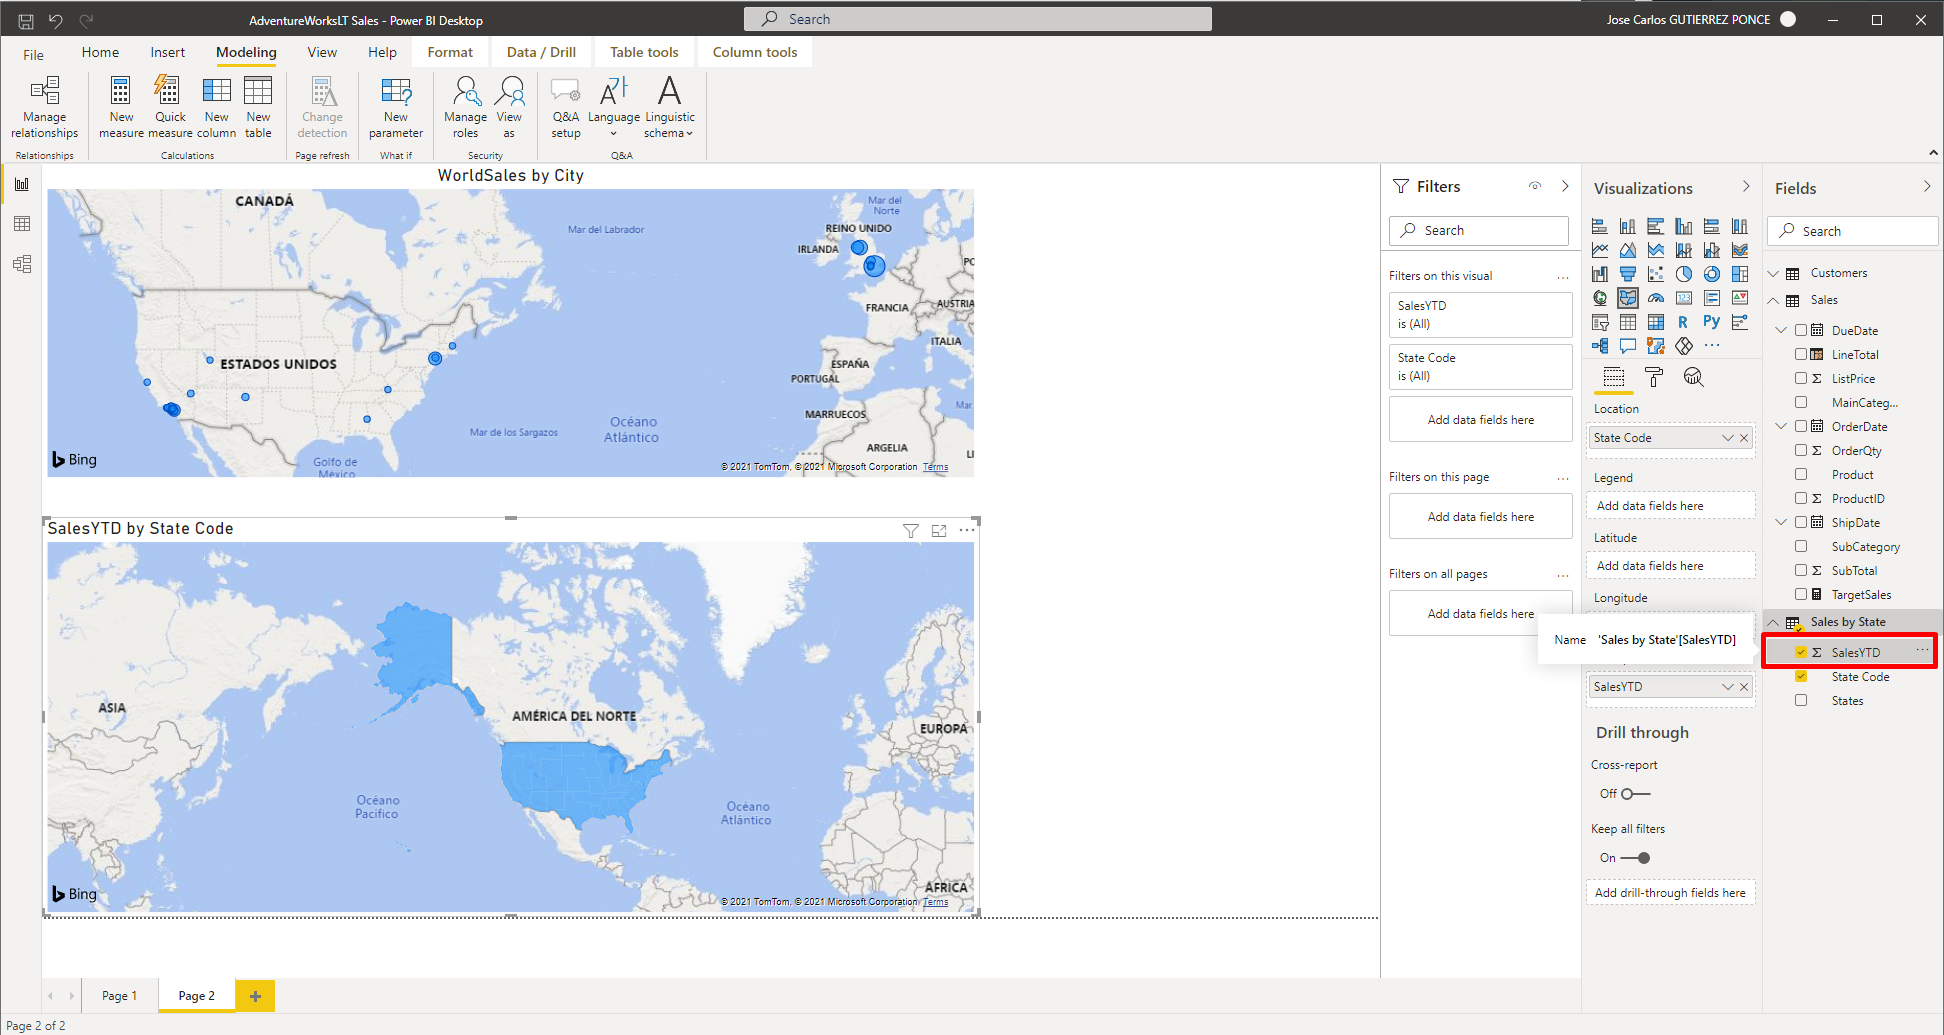 AdventureWorksLT Sales - Power BI Desktop
Search
Jose Carlos GUTIERREZ PONCE
File
Home
Insert
Modeling
View
Help
Format
Data / Drill
Table tools
Column tools
Manage relationships
New measure
Quick measure
New column
New table
Change detection
New parameter
Manage roles
View as
Q&A setup
Language
Linguistic schema
Relationships
Calculations
Page refresh
What if
Security
Q&A
WorldSales by City
CANADÁ
Mar del Labrador
Mar del Norte
REINO UNIDO
IRLANDA
PO
FRANCIA
AUSTRIA
ESTADOS UNIDOS
ITALIA
ESPAÑA
PORTUGAL
Mar
MARRUECOS
Océano Atlántico
Mar de los Sargazos
ARGELIA
LI
Golfo de México
Bing
© 2021 TomTom, © 2021 Microsoft Corporation Terms
SalesYTD by State Code
ASIA
AMÉRICA DEL NORTE
EUROPA
Océano Pacífico
Océano Atlántico
ÁFRICA
Bing
© 2021 TomTom, © 2021 Microsoft Corporation Terms
Page 1
Page 2
+
Page 2 of 2
Filters
Search
Filters on this visual
SalesYTD
is (All)
State Code
is (All)
Add data fields here
Filters on this page
Add data fields here
Filters on all pages
Add data fields here
Visualizations
123
R
Py
Location
State Code
Legend
Add data fields here
Latitude
Add data fields here
Longitude
Name 'Sales by State'[SalesYTD]
SalesYTD
Drill through
Cross-report
Off
Keep all filters
On
Add drill-through fields here
Fields
Search
Customers
Sales
DueDate
LineTotal
Σ ListPrice
MainCateg...
OrderDate
Σ OrderQty
Product
Σ ProductID
ShipDate
SubCategory
Σ SubTotal
TargetSales
Sales by State
Σ SalesYTD
State Code
States